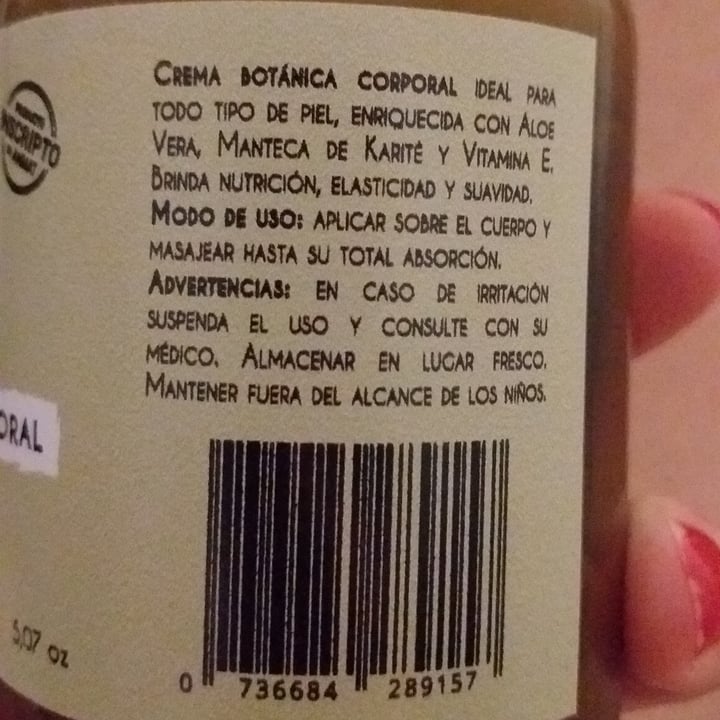 CREMA BOTÁNICA CORPORAL IDEAL PARA
TODO TIPO DE PIEL, ENRIQUECIDA CON ALOE
VERA, MANTECA DE KARITÉ Y VITAMINA E.
BRINDA NUTRICIÓN, ELASTICIDAD Y SUAVIDAD.
MODO DE USO: APLICAR SOBRE EL CUERPO Y
MASAJEAR HASTA SU TOTAL ABSORCIÓN.
ADVERTENCIAS: EN CASO DE IRRITACIÓN
SUSPENDA EL USO Y CONSULTE CON SU
MÉDICO. ALMACENAR EN LUGAR FRESCO.
MANTENER FUERA DEL ALCANCE DE LOS NIÑOS.
INSCRIPTO
ORAL
5,07 oz
0 736684 289157